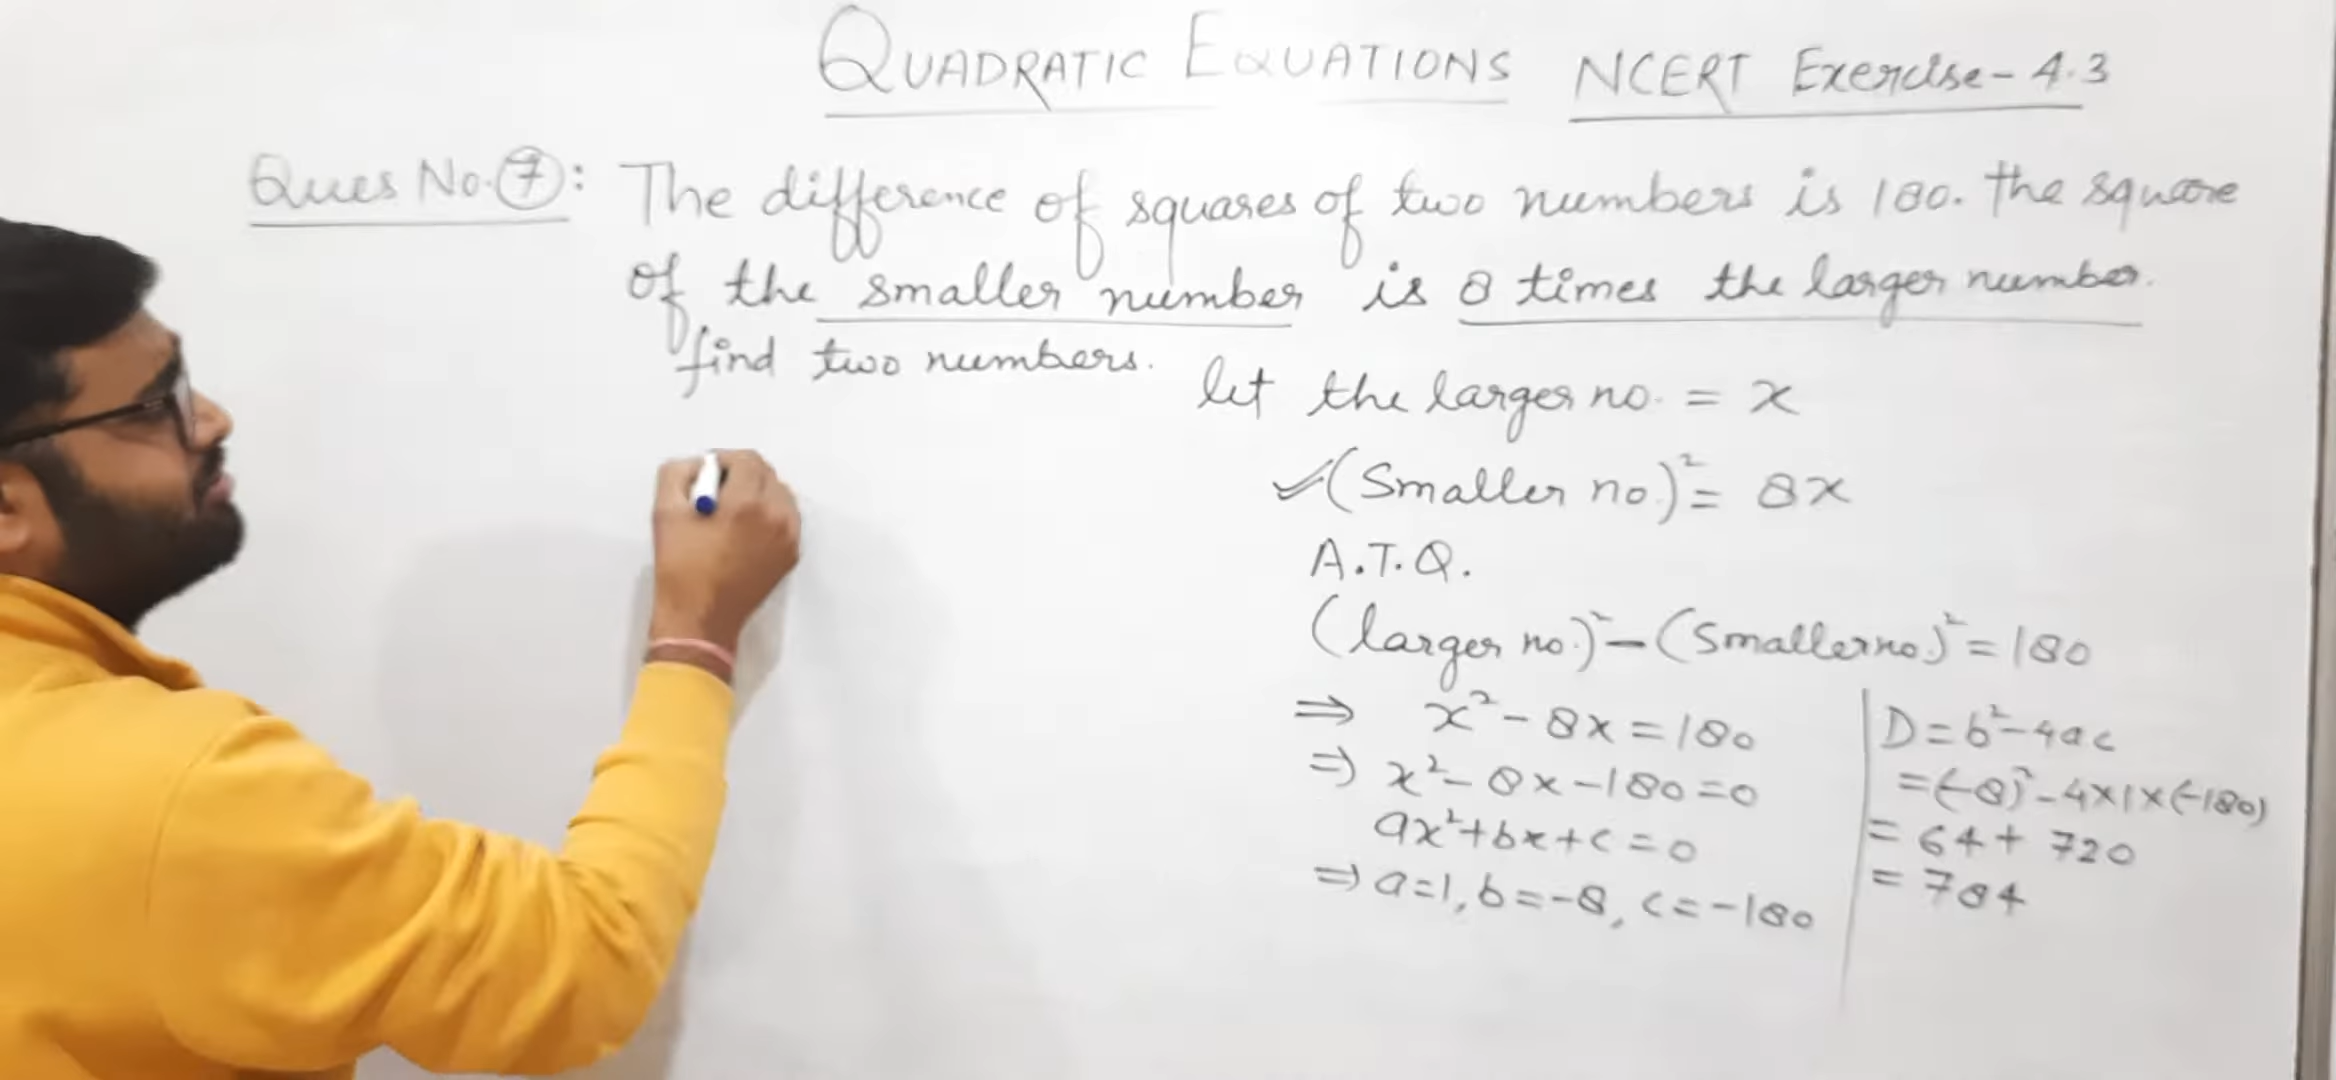 QUADRATIC EQUATIONS NCERT Exercise-4.3
Ques No.⑦: The difference of squares of two numbers is 180. The square
of the smaller number is 8 times the larger number.
find two numbers.
let the larger no. = x
✓(Smaller no.)² = 8x
A.T.Q.
(larger no.)² - (Smaller no.)² = 180
⇒ x² - 8x = 180
⇒ x² - 8x - 180 = 0
ax² + bx + c = 0
⇒ a=1, b=-8, c=-180
D = b² - 4ac
= (-8)² - 4×1×(-180)
= 64 + 720
= 784